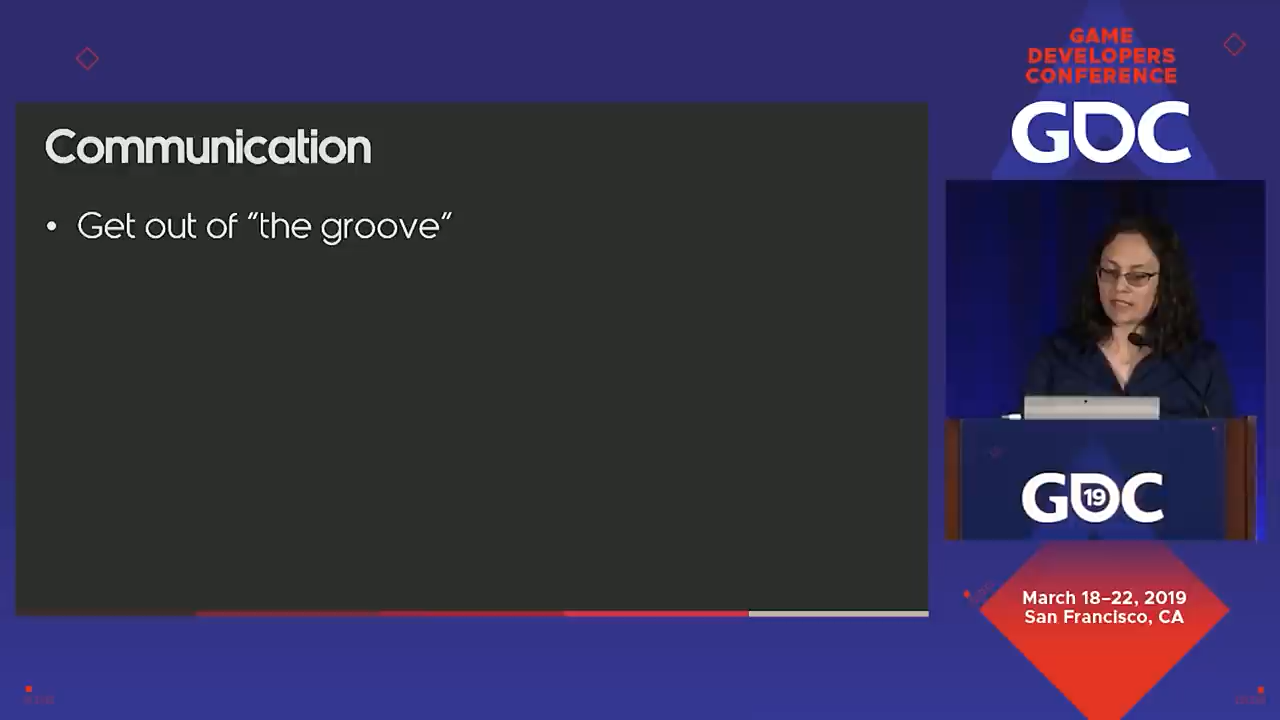 GAME
DEVELOPERS
CONFERENCE
GDC
Communication
• Get out of “the groove“
GDC
19
March 18–22, 2019
San Francisco, CA